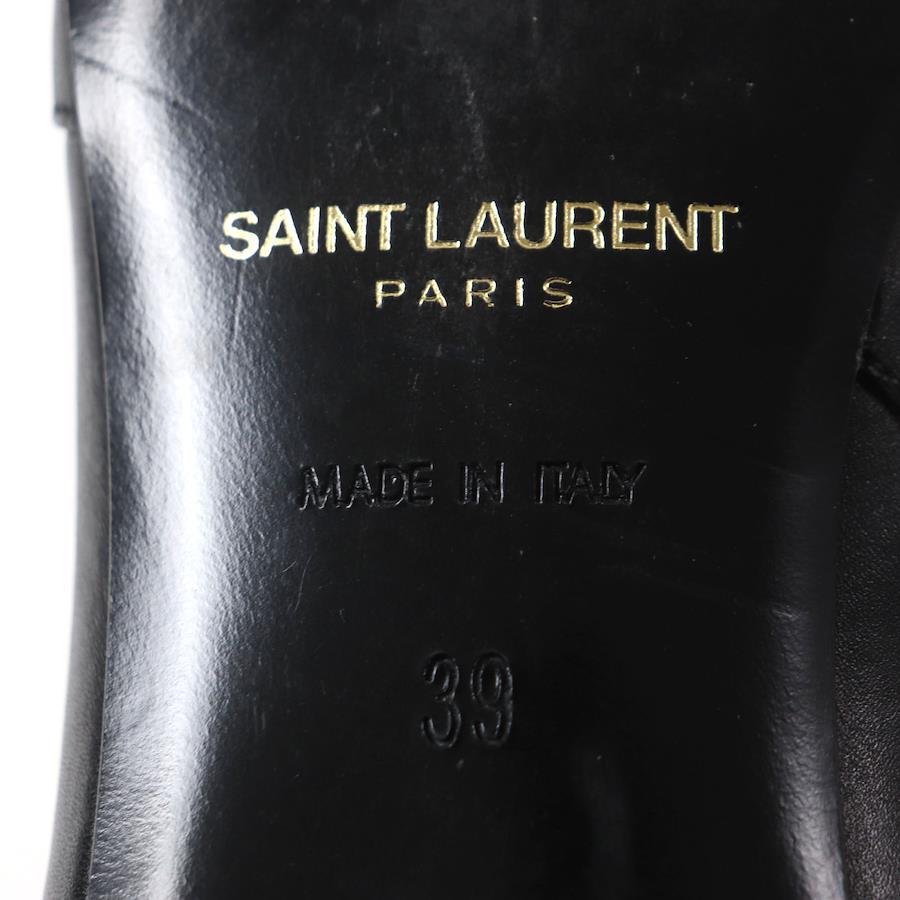 SAINT LAURENT
PARIS
MADE IN ITALY
39